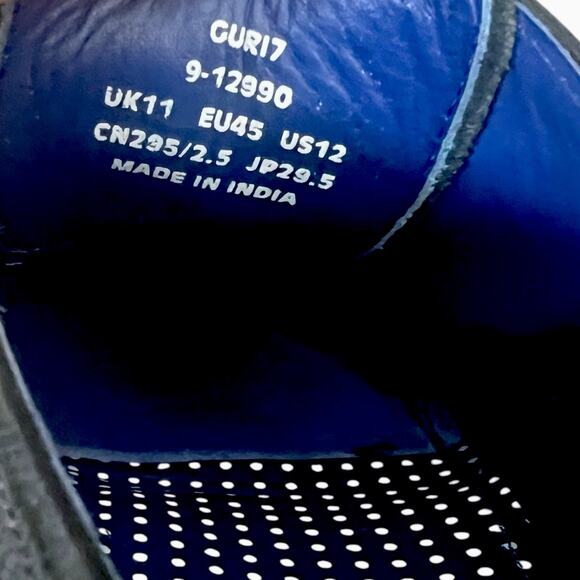 GURI7
9-12990
UK11 EU45 US12
CN295/2.5 JP29.5
MADE IN INDIA